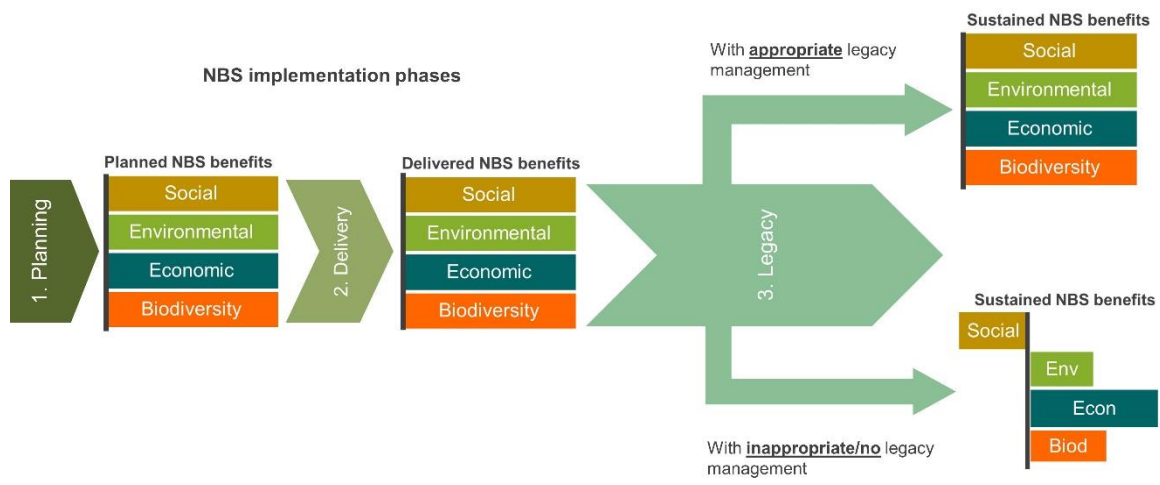 NBS implementation phases
1. Planning
Planned NBS benefits
Social
Environmental
Economic
Biodiversity
2. Delivery
Delivered NBS benefits
Social
Environmental
Economic
Biodiversity
3. Legacy
With appropriate legacy
management
Sustained NBS benefits
Social
Environmental
Economic
Biodiversity
With inappropriate/no legacy
management
Sustained NBS benefits
Social
Env
Econ
Biod